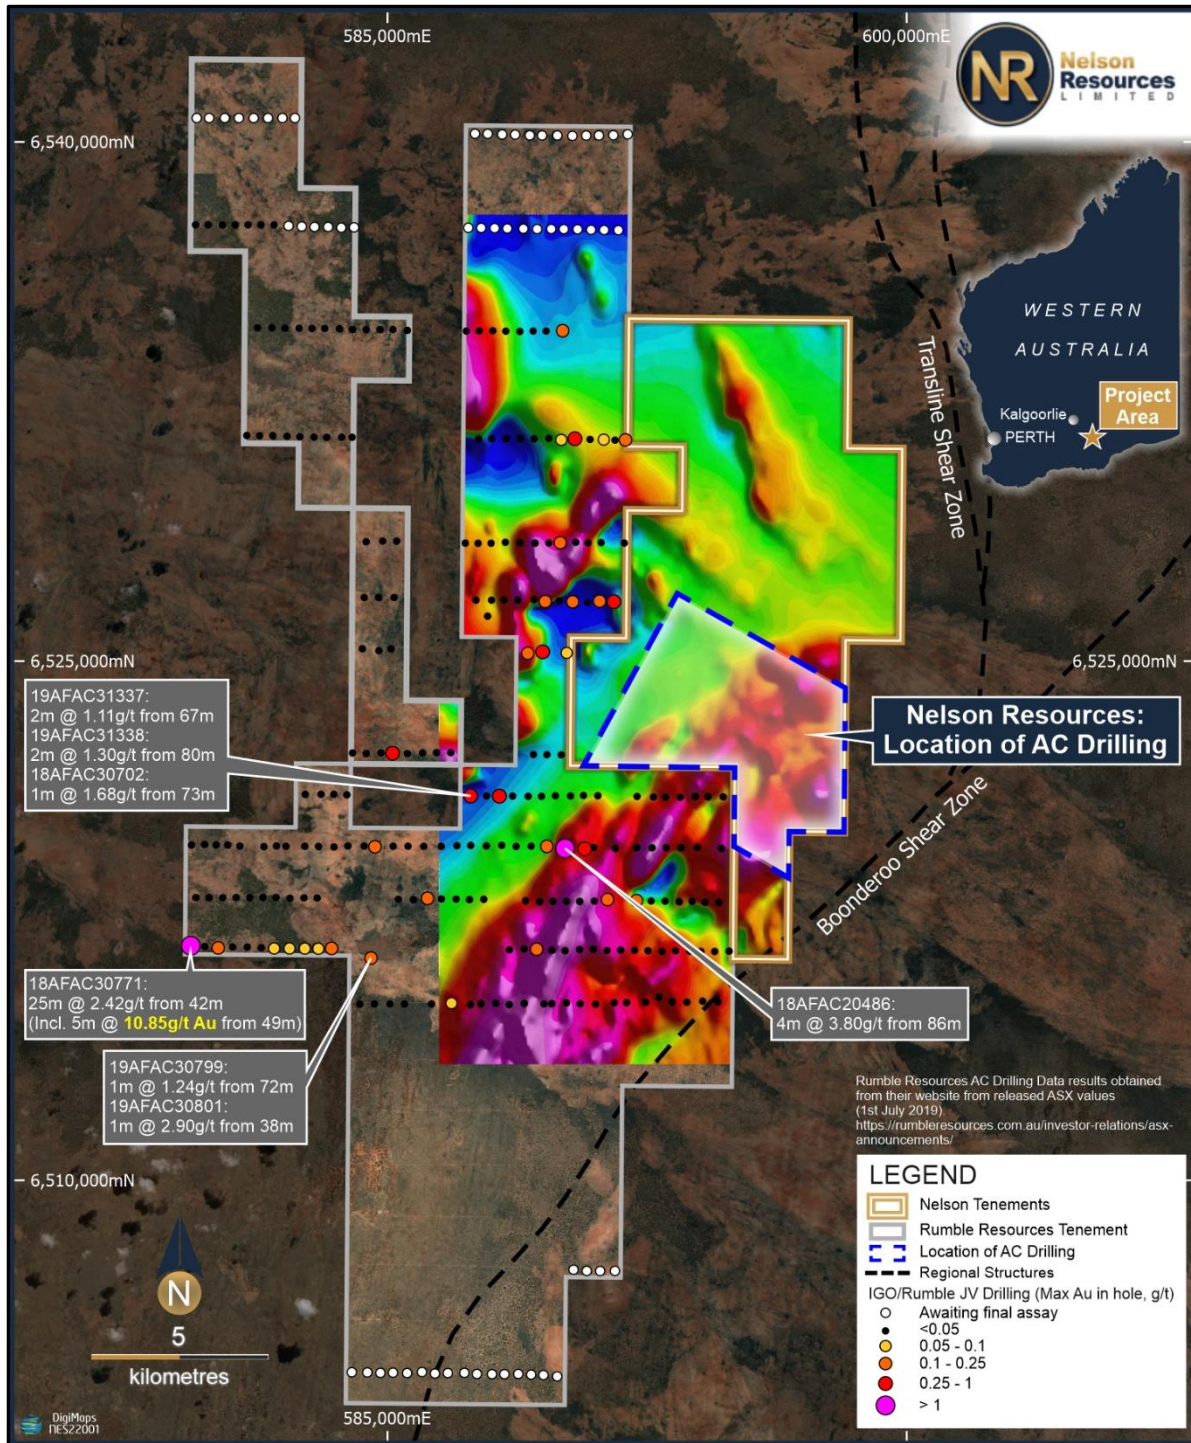 585,000mE
600,000mE
NR
Nelson
Resources
LIMITED
6,540,000mN
WESTERN
AUSTRALIA
Transline Shear Zone
Project
Area
Kalgoorlie
PERTH
6,525,000mN
19AFAC31337:
2m @ 1.11g/t from 67m
19AFAC31338:
2m @ 1.30g/t from 80m
18AFAC30702:
1m @ 1.68g/t from 73m
Nelson Resources:
Location of AC Drilling
Boonderoo Shear Zone
18AFAC30771:
25m @ 2.42g/t from 42m
(Incl. 5m @ 10.85g/t Au from 49m)
18AFAC20486:
4m @ 3.80g/t from 86m
19AFAC30799:
1m @ 1.24g/t from 72m
19AFAC30801:
1m @ 2.90g/t from 38m
Rumble Resources AC Drilling Data results obtained
from their website from released ASX values
(1st July 2019).
https://rumbleresources.com.au/investor-relations/asx-
announcements/
6,510,000mN
LEGEND
Nelson Tenements
Rumble Resources Tenement
Location of AC Drilling
Regional Structures
IGO/Rumble JV Drilling (Max Au in hole, g/t)
Awaiting final assay
<0.05
0.05 - 0.1
0.1 - 0.25
0.25 - 1
> 1
N
5
kilometres
585,000mE
DigiMaps
NES22001